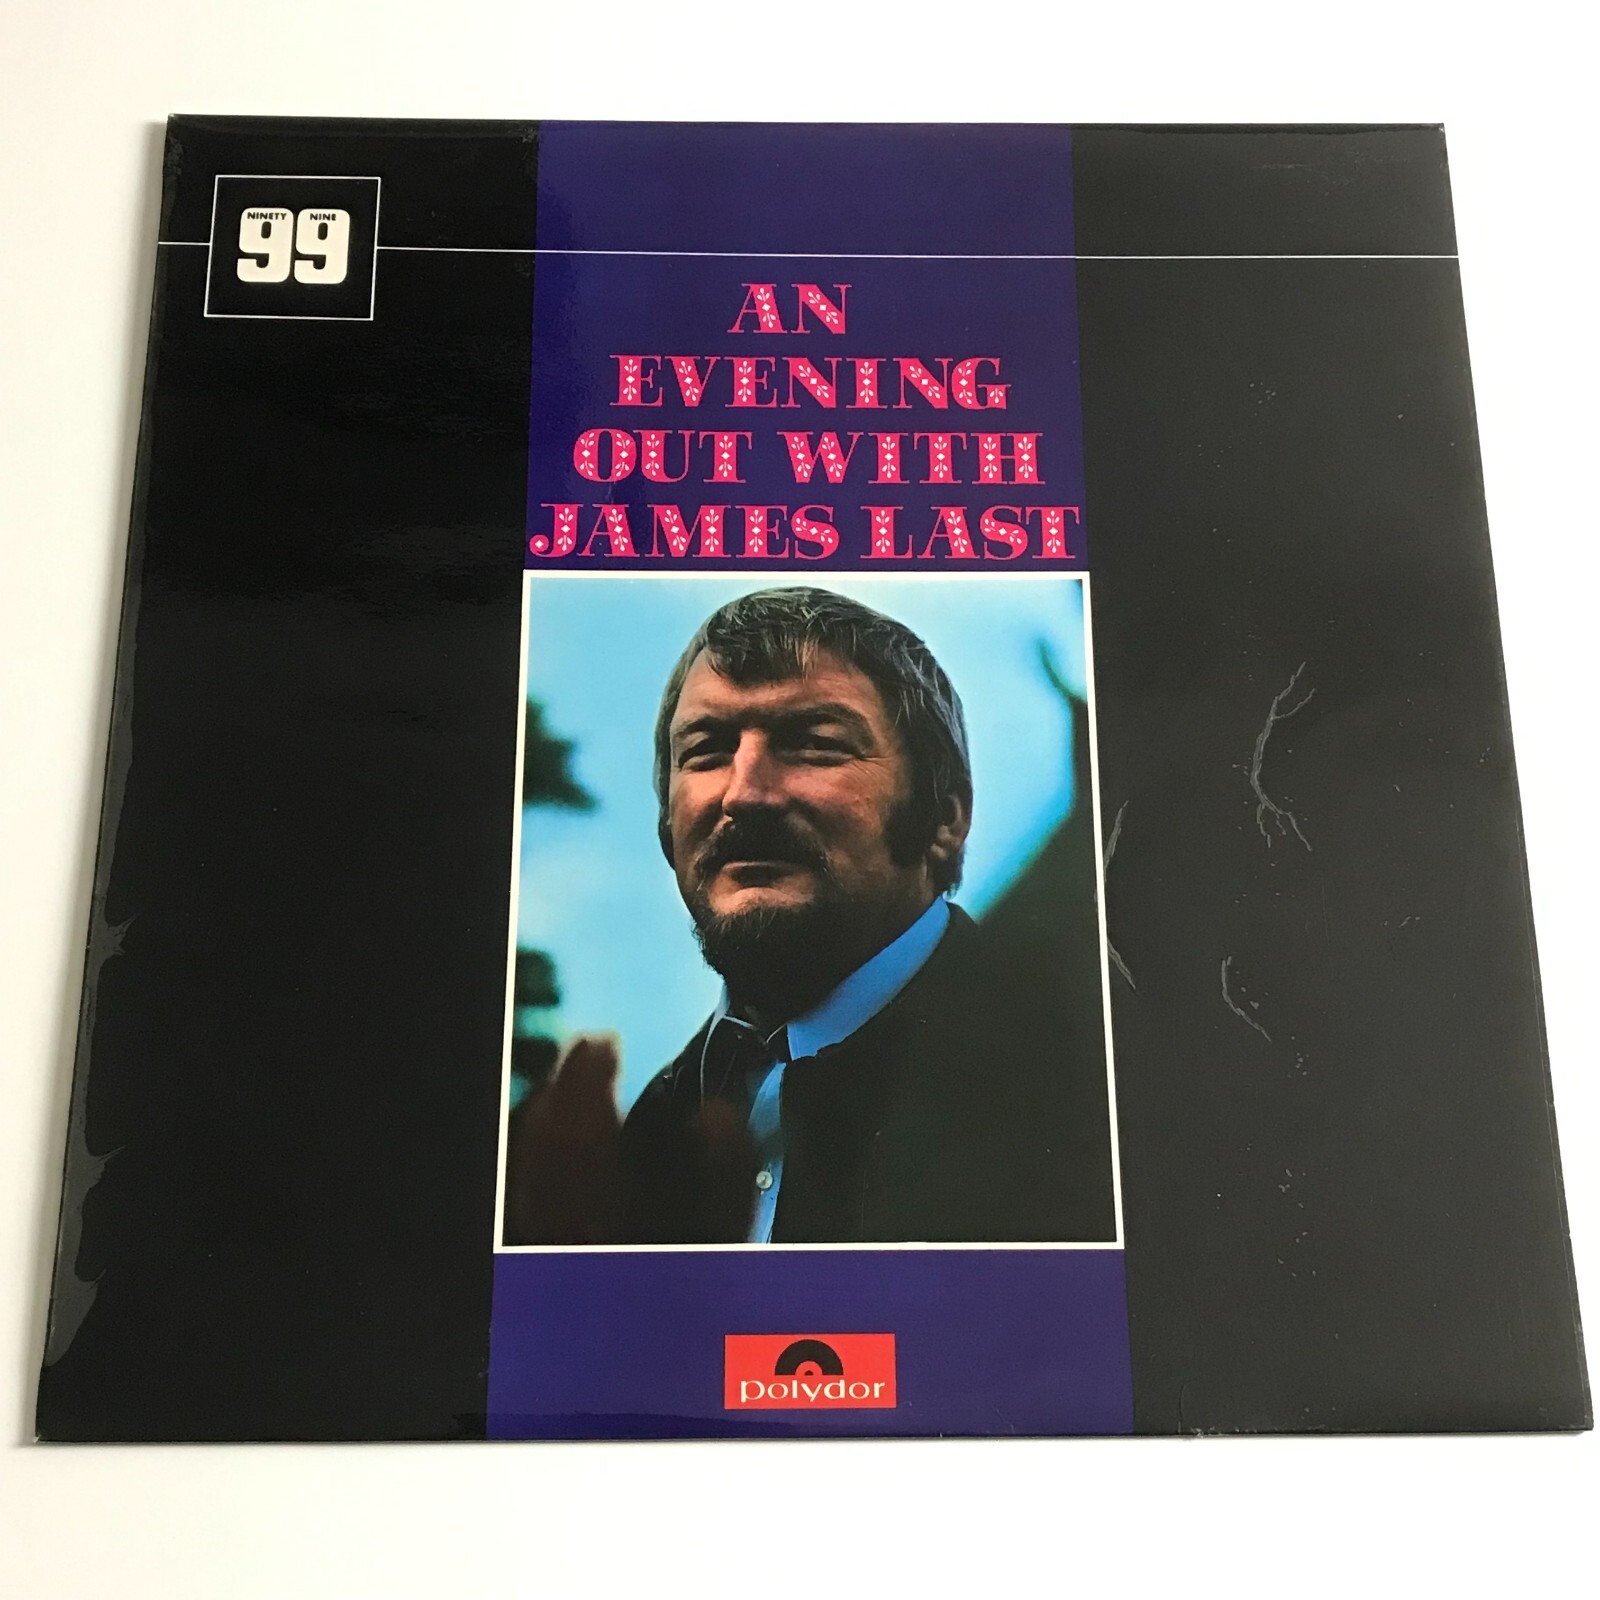 NINETY NINE
99
AN
EVENING
OUT WITH
JAMES LAST
polydor